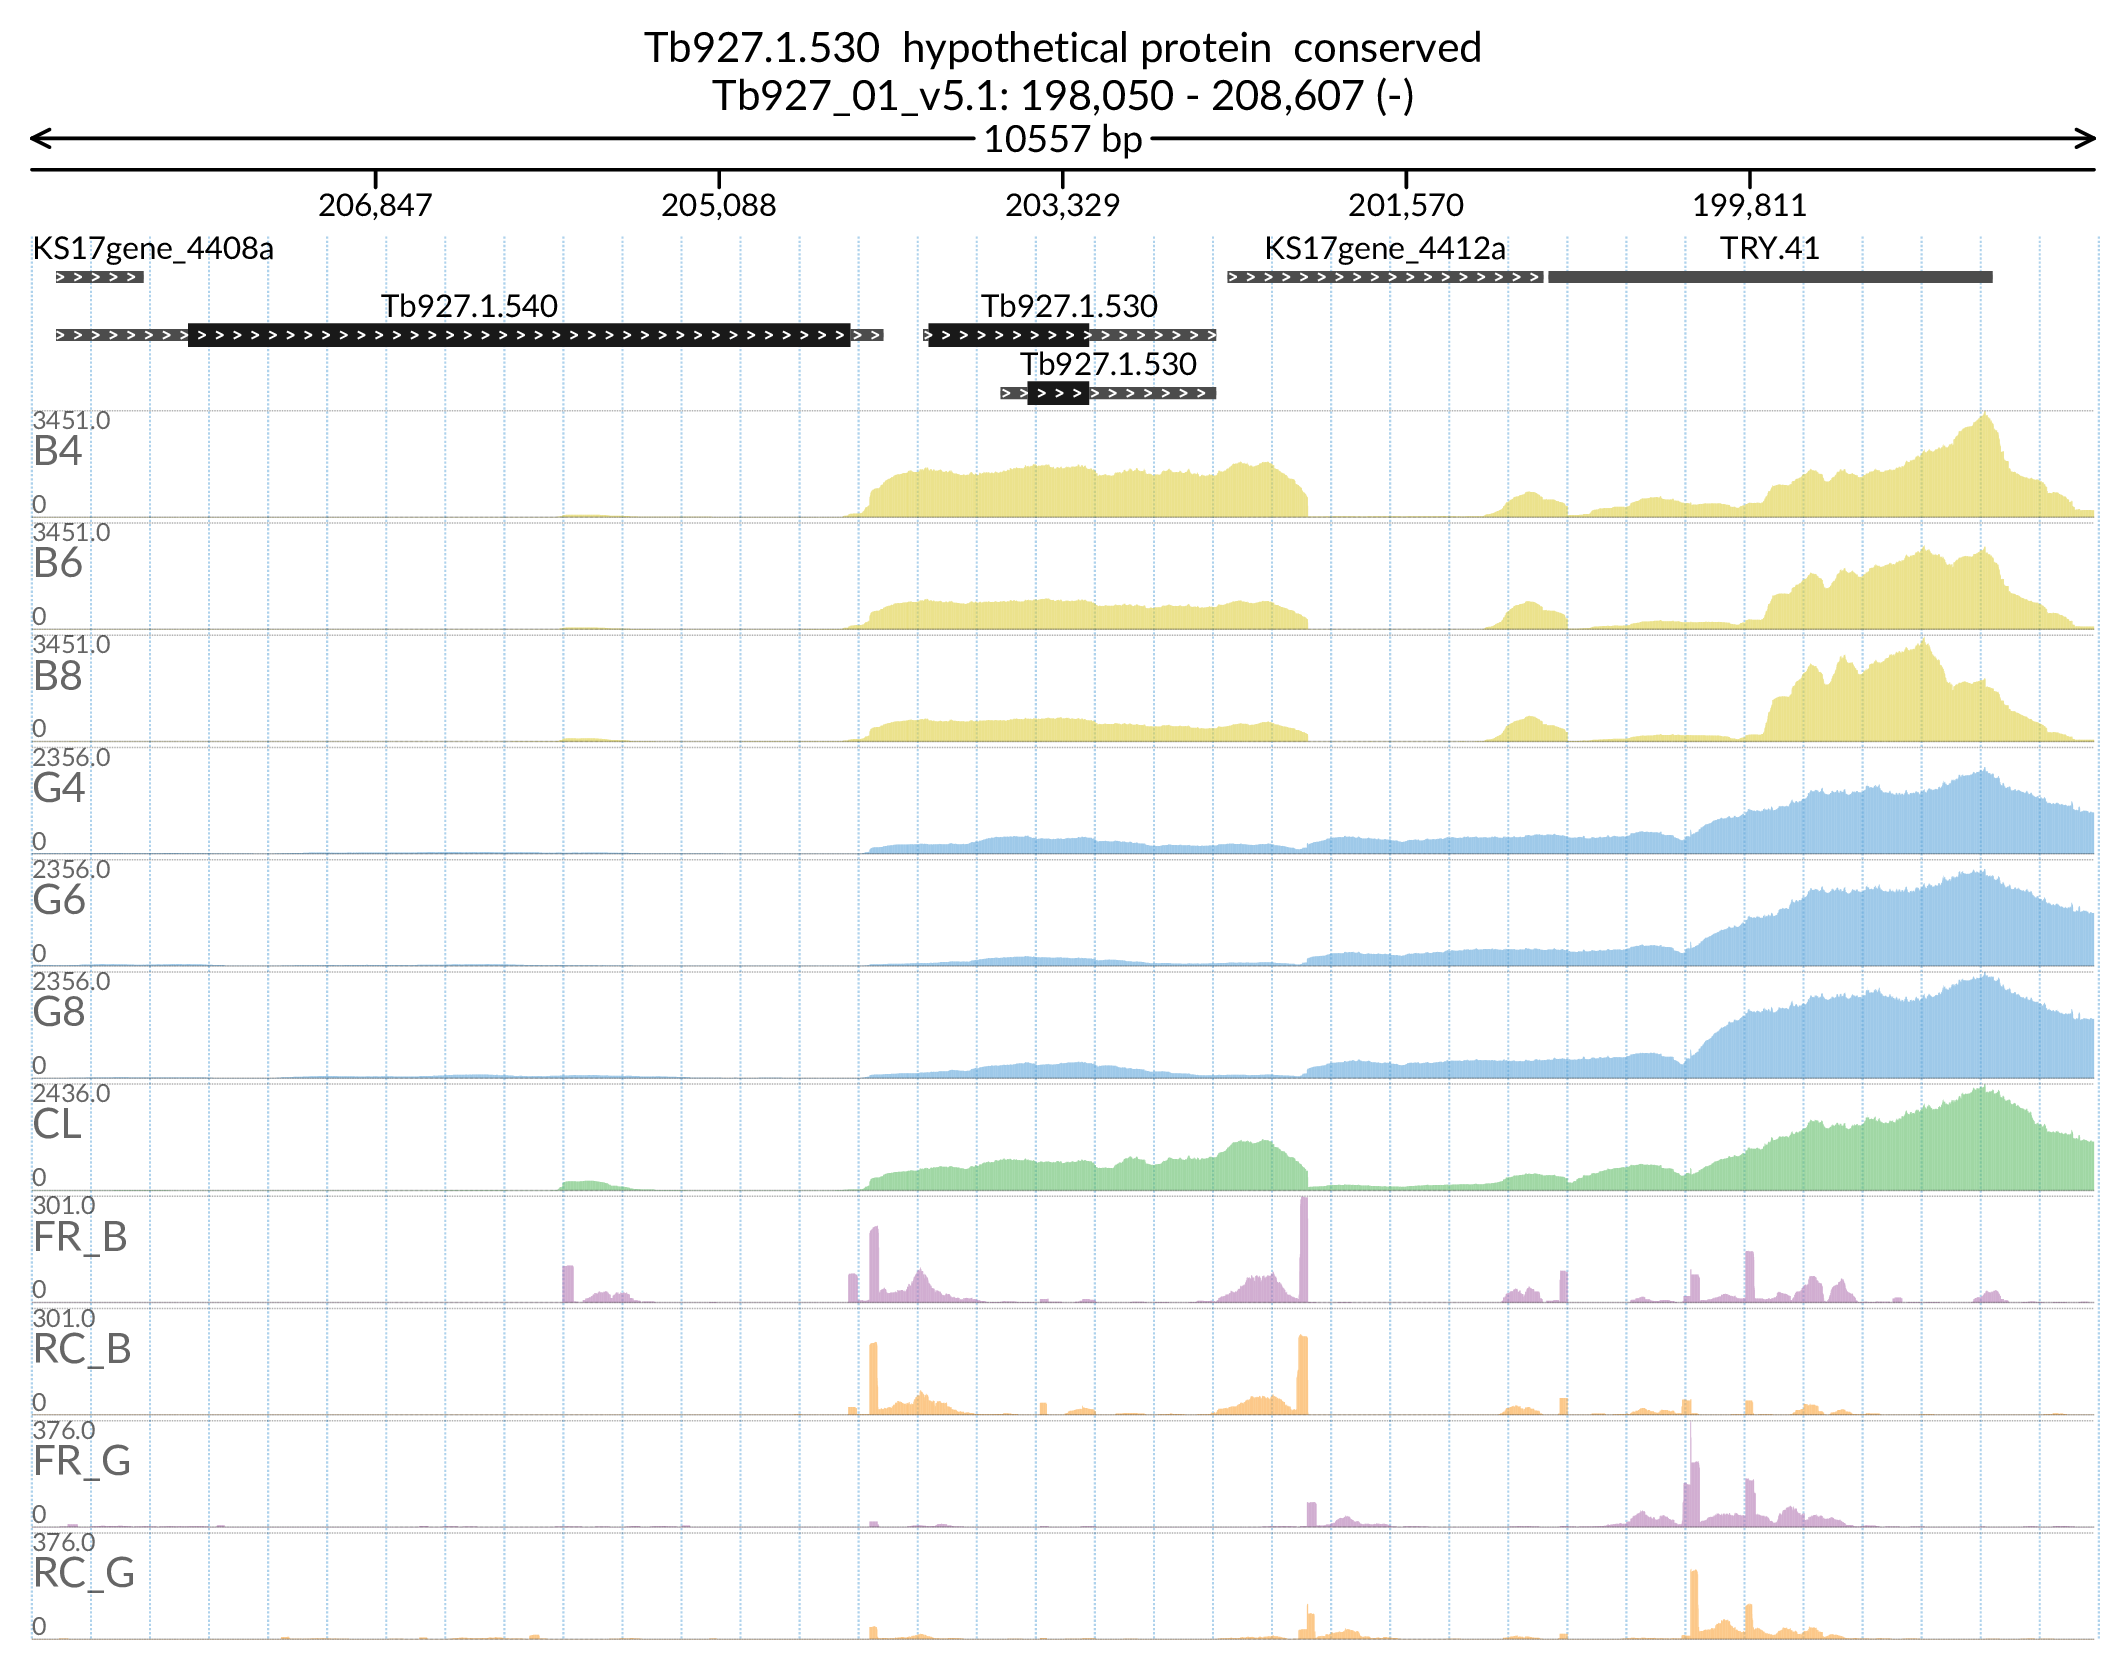 Tb927.1.530  hypothetical protein  conserved
Tb927_01_v5.1: 198,050 - 208,607 (-)
10557 bp
206,847 205,088 203,329 201,570 199,811
KS17gene_4408a KS17gene_4412a TRY.41
Tb927.1.540 Tb927.1.530
Tb927.1.530
3451.0
B4
0
3451.0
B6
0
3451.0
B8
0
2356.0
G4
0
2356.0
G6
0
2356.0
G8
0
2436.0
CL
0
301.0
FR_B
0
301.0
RC_B
0
376.0
FR_G
0
376.0
RC_G
0